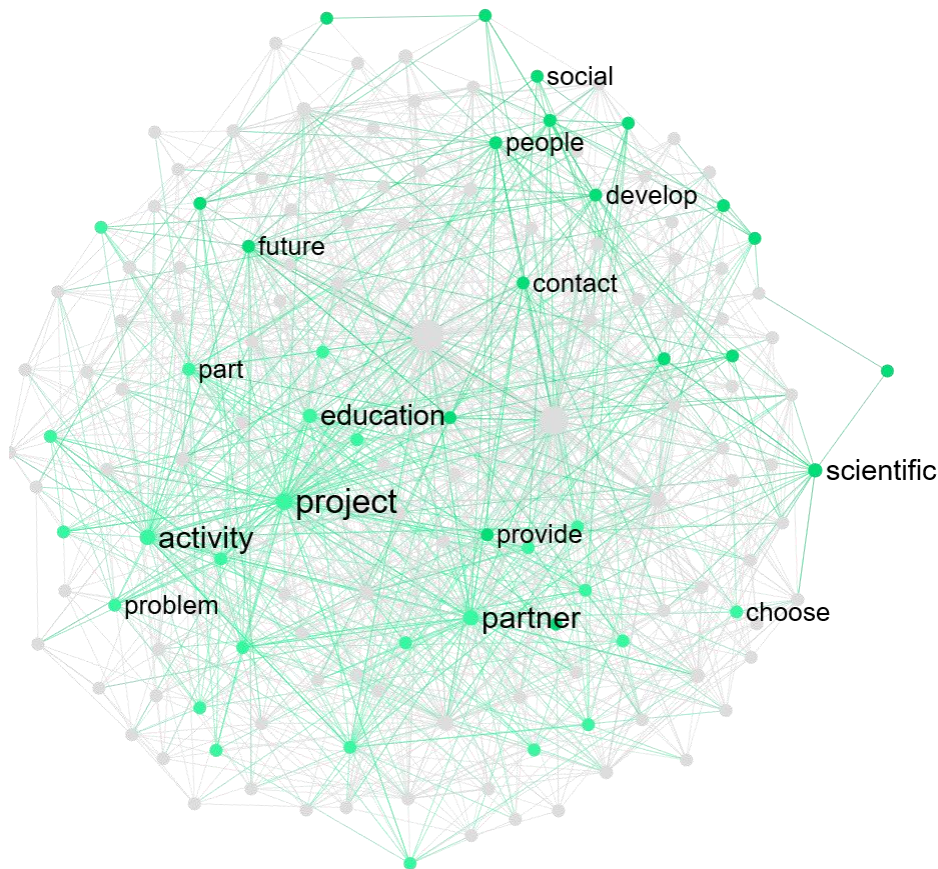 social
people
develop
future
contact
part
education
scientific
project
provide
activity
problem
choose
partner